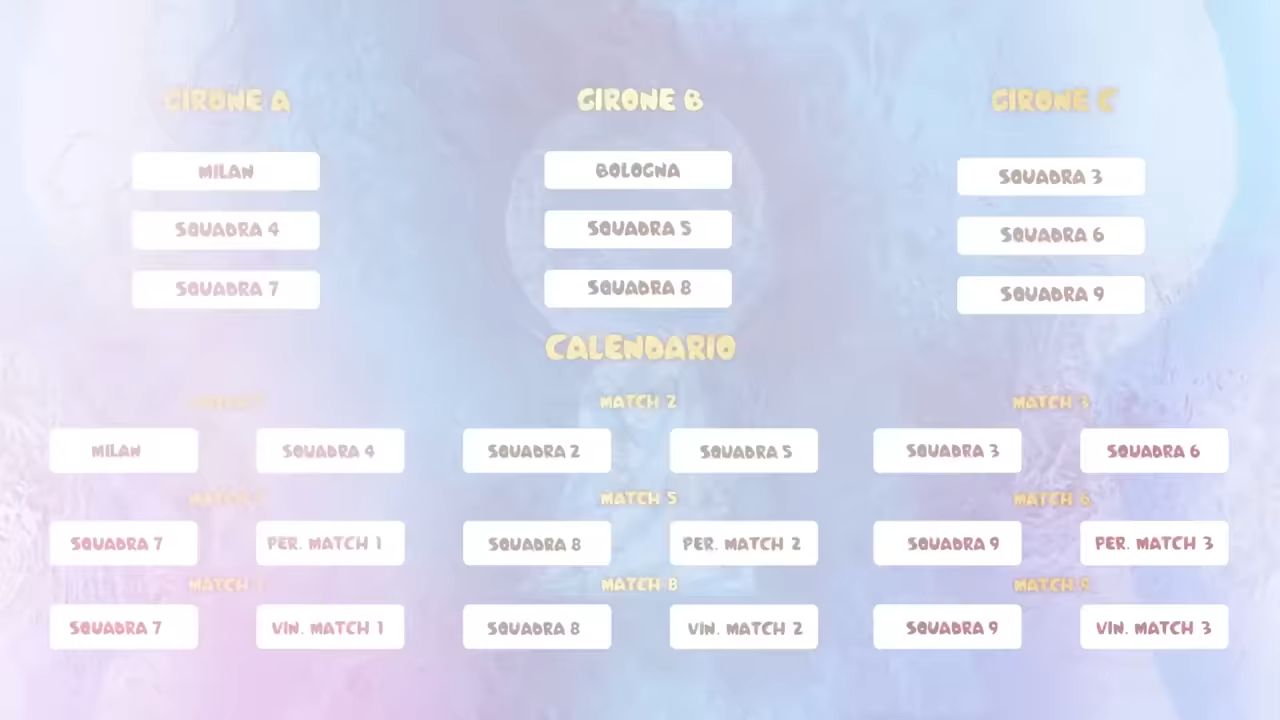 GIRONE A
GIRONE B
GIRONE C
MILAN
BOLOGNA
SQUADRA 3
SQUADRA 4
SQUADRA 5
SQUADRA 6
SQUADRA 7
SQUADRA 8
SQUADRA 9
CALENDARIO
MATCH 2
MATCH 3
MILAN
SQUADRA 4
SQUADRA 2
SQUADRA 5
SQUADRA 3
SQUADRA 6
MATCH 5
MATCH 6
SQUADRA 7
PER. MATCH 1
SQUADRA 8
PER. MATCH 2
SQUADRA 9
PER. MATCH 3
MATCH
MATCH 8
MATCH 9
SQUADRA 7
VIN. MATCH 1
SQUADRA 8
VIN. MATCH 2
SQUADRA 9
VIN. MATCH 3